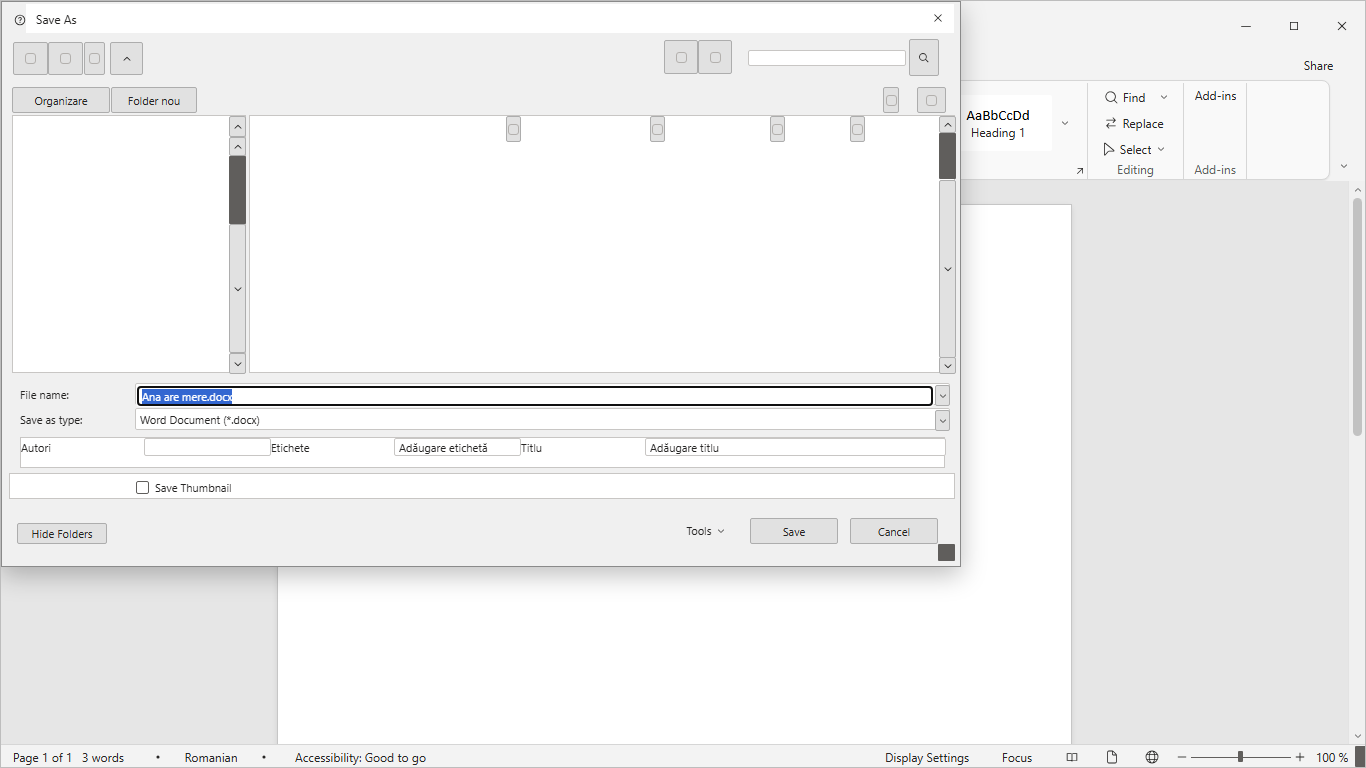 Save As
Share
Organizare
Folder nou
AaBbCcDd
Heading 1
Find
Replace
Select
Editing
Add-ins
Add-ins
File name:
Ana are mere.docx
Save as type:
Word Document (*.docx)
Autori
Etichete
Adăugare etichetă
Titlu
Adăugare titlu
Save Thumbnail
Hide Folders
Tools
Save
Cancel
Page 1 of 1
3 words
Romanian
Accessibility: Good to go
Display Settings
Focus
100 %